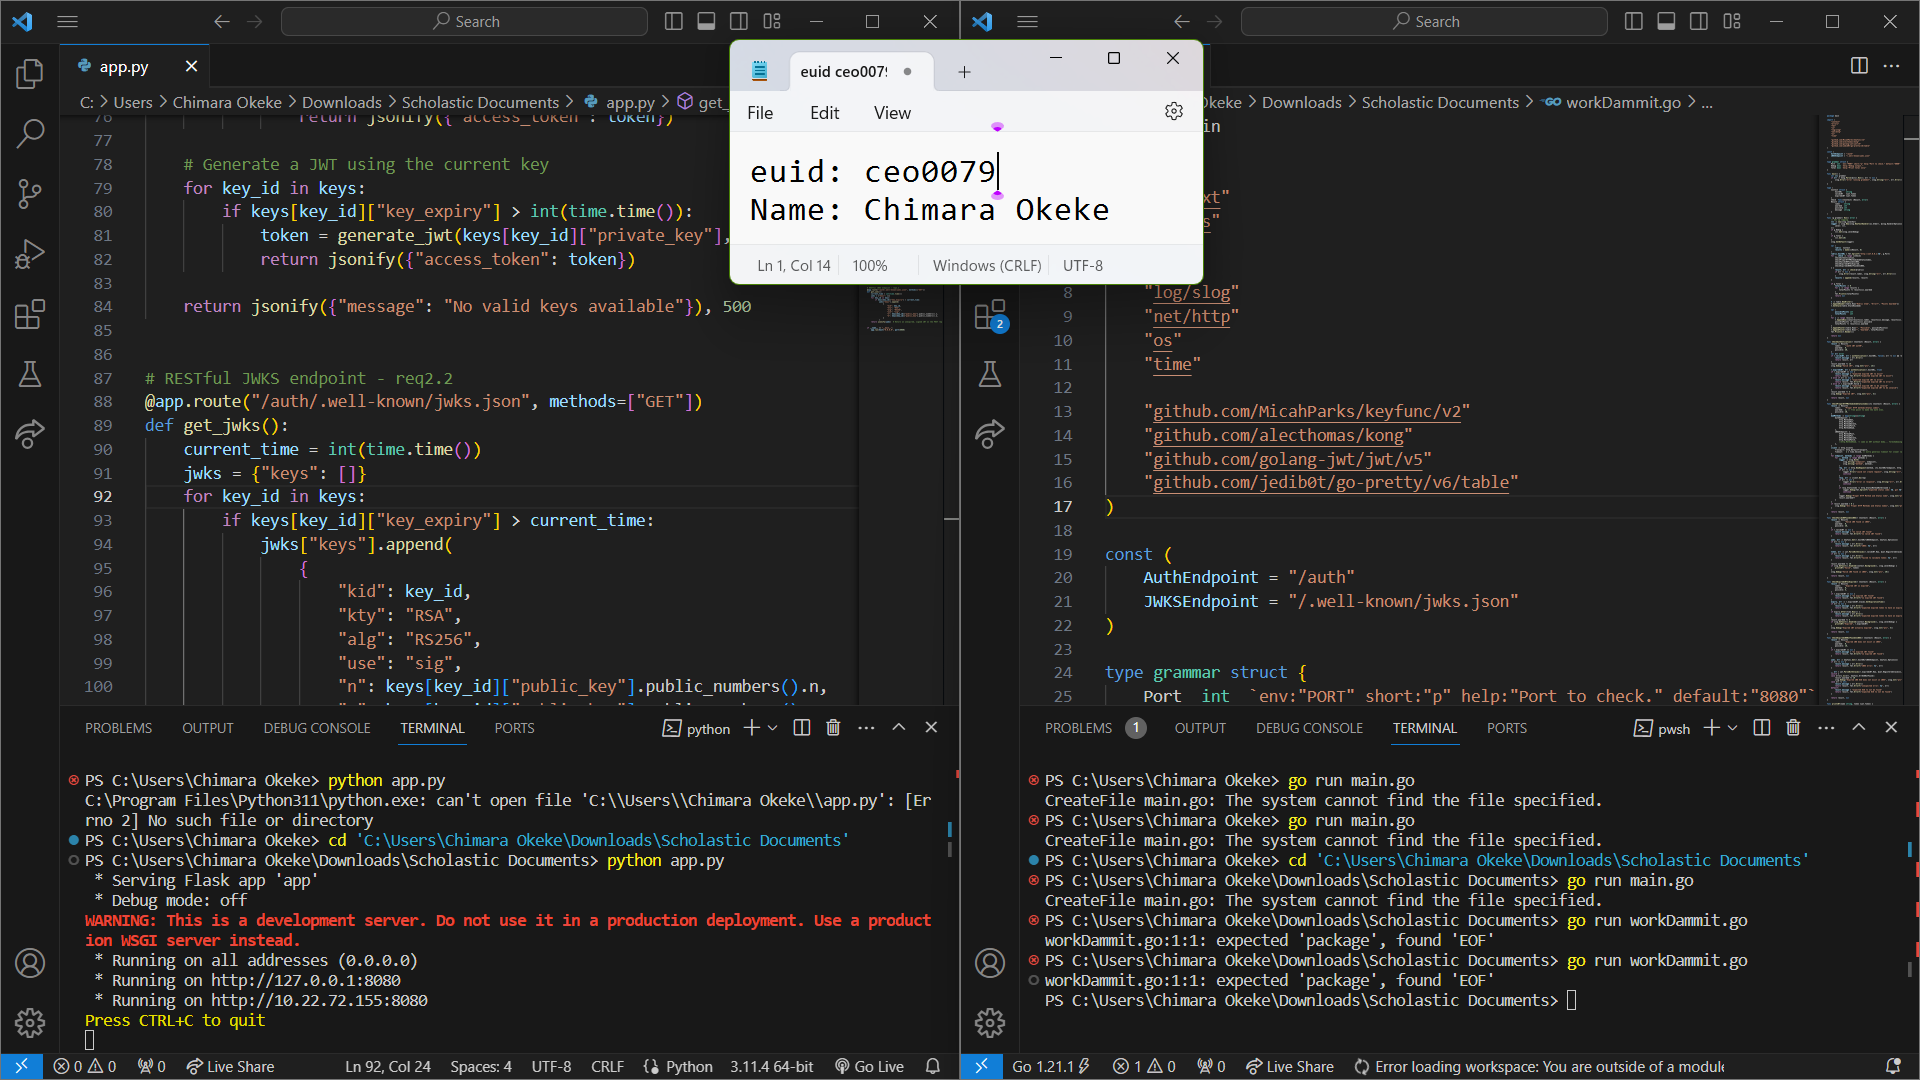 Search
Search
app.py
euid ceo0079
C: > Users > Chimara Okeke > Downloads > Scholastic Documents > app.py > get_
File Edit View
Okeke > Downloads > Scholastic Documents > workDammit.go > ...
euid: ceo0079
Name: Chimara Okeke
Ln 1, Col 14 100% Windows (CRLF) UTF-8
76 return jsonify({"access_token": token})
77
78 # Generate a JWT using the current key
79 for key_id in keys:
80 if keys[key_id]["key_expiry"] > int(time.time()):
81 token = generate_jwt(keys[key_id]["private_key"],
82 return jsonify({"access_token": token})
83
84 return jsonify({"message": "No valid keys available"}), 500
85
86
87 # RESTful JWKS endpoint - req2.2
88 @app.route("/auth/.well-known/jwks.json", methods=["GET"])
89 def get_jwks():
90 current_time = int(time.time())
91 jwks = {"keys": []}
92 for key_id in keys:
93 if keys[key_id]["key_expiry"] > current_time:
94 jwks["keys"].append(
95 {
96 "kid": key_id,
97 "kty": "RSA",
98 "alg": "RS256",
99 "use": "sig",
100 "n": keys[key_id]["public_key"].public_numbers().n,
PROBLEMS OUTPUT DEBUG CONSOLE TERMINAL PORTS python
PS C:\Users\Chimara Okeke> python app.py
C:\Program Files\Python311\python.exe: can't open file 'C:\\Users\\Chimara Okeke\\app.py': [Er
rno 2] No such file or directory
PS C:\Users\Chimara Okeke> cd 'C:\Users\Chimara Okeke\Downloads\Scholastic Documents'
PS C:\Users\Chimara Okeke\Downloads\Scholastic Documents> python app.py
* Serving Flask app 'app'
* Debug mode: off
WARNING: This is a development server. Do not use it in a production deployment. Use a product
ion WSGI server instead.
* Running on all addresses (0.0.0.0)
* Running on http://127.0.0.1:8080
* Running on http://10.22.72.155:8080
Press CTRL+C to quit
0 0 0 Live Share Ln 92, Col 24 Spaces: 4 UTF-8 CRLF Python 3.11.4 64-bit Go Live
in
xt"
s"
8 "log/slog"
9 "net/http"
10 "os"
11 "time"
12
13 "github.com/MicahParks/keyfunc/v2"
14 "github.com/alecthomas/kong"
15 "github.com/golang-jwt/jwt/v5"
16 "github.com/jedib0t/go-pretty/v6/table"
17 )
18
19 const (
20 AuthEndpoint = "/auth"
21 JWKSEndpoint = "/.well-known/jwks.json"
22 )
23
24 type grammar struct {
25 Port int `env:"PORT" short:"p" help:"Port to check." default:"8080"`
2
PROBLEMS 1 OUTPUT DEBUG CONSOLE TERMINAL PORTS pwsh
PS C:\Users\Chimara Okeke> go run main.go
CreateFile main.go: The system cannot find the file specified.
PS C:\Users\Chimara Okeke> go run main.go
CreateFile main.go: The system cannot find the file specified.
PS C:\Users\Chimara Okeke> cd 'C:\Users\Chimara Okeke\Downloads\Scholastic Documents'
PS C:\Users\Chimara Okeke\Downloads\Scholastic Documents> go run main.go
CreateFile main.go: The system cannot find the file specified.
PS C:\Users\Chimara Okeke\Downloads\Scholastic Documents> go run workDammit.go
workDammit.go:1:1: expected 'package', found 'EOF'
PS C:\Users\Chimara Okeke\Downloads\Scholastic Documents> go run workDammit.go
workDammit.go:1:1: expected 'package', found 'EOF'
PS C:\Users\Chimara Okeke\Downloads\Scholastic Documents>
Go 1.21.1 1 0 0 Live Share Error loading workspace: You are outside of a module